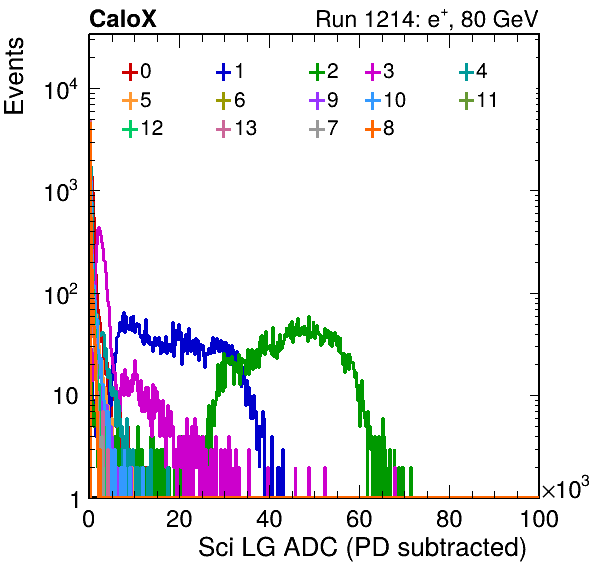 CaloX Run 1214: e⁺, 80 GeV
Events
0 1 2 3 4
5 6 9 10 11
12 13 7 8
10⁴
10³
10²
10
1
0 20 40 60 80 100
×10³
Sci LG ADC (PD subtracted)